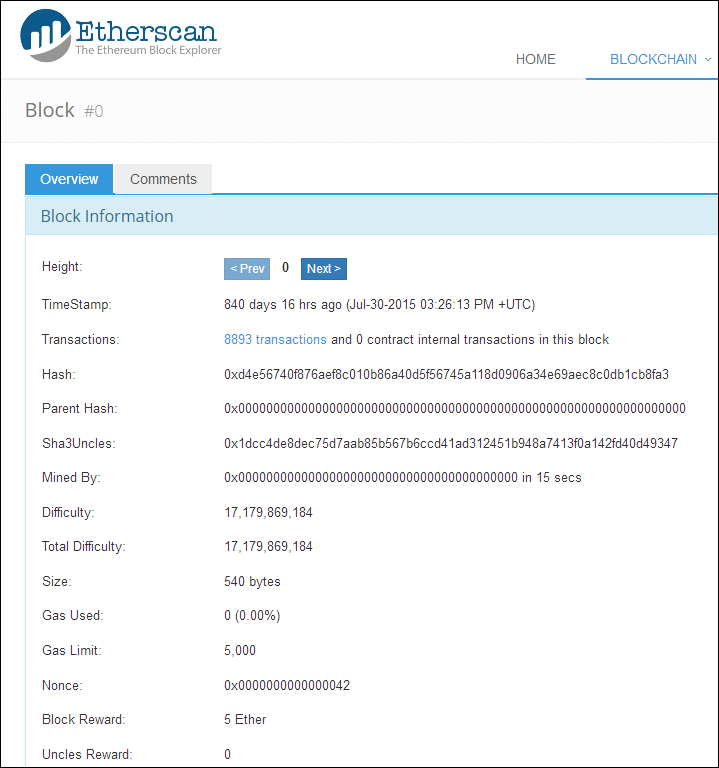 Etherscan
The Ethereum Block Explorer
HOME BLOCKCHAIN
Block #0
Overview Comments
Block Information
Height: < Prev 0 Next >
TimeStamp: 840 days 16 hrs ago (Jul-30-2015 03:26:13 PM +UTC)
Transactions: 8893 transactions and 0 contract internal transactions in this block
Hash: 0xd4e56740f876aef8c010b86a40d5f56745a118d0906a34e69aec8c0db1cb8fa3
Parent Hash: 0x0000000000000000000000000000000000000000000000000000000000000000
Sha3Uncles: 0x1dcc4de8dec75d7aab85b567b6ccd41ad312451b948a7413f0a142fd40d49347
Mined By: 0x0000000000000000000000000000000000000000 in 15 secs
Difficulty: 17,179,869,184
Total Difficulty: 17,179,869,184
Size: 540 bytes
Gas Used: 0 (0.00%)
Gas Limit: 5,000
Nonce: 0x0000000000000042
Block Reward: 5 Ether
Uncles Reward: 0